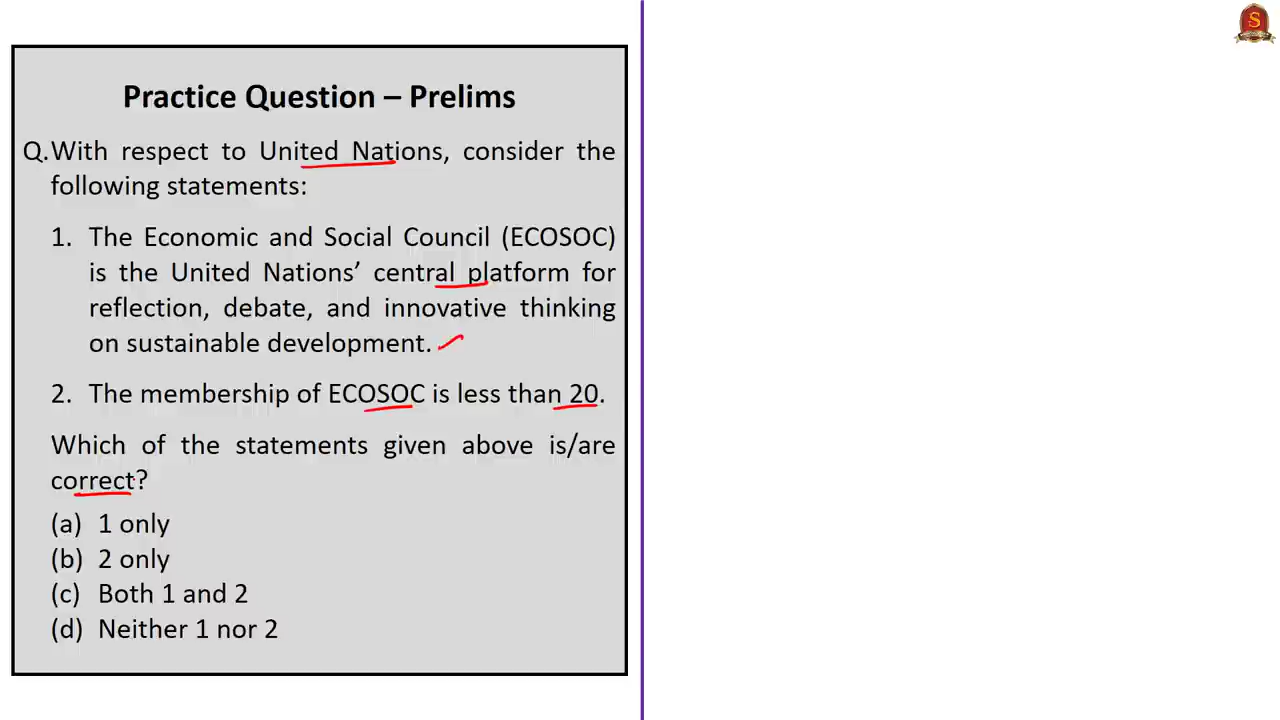 S
Practice Question – Prelims
Q.With respect to United Nations, consider the
following statements:
1. The Economic and Social Council (ECOSOC)
is the United Nations’ central platform for
reflection, debate, and innovative thinking
on sustainable development.
2. The membership of ECOSOC is less than 20.
Which of the statements given above is/are
correct?
(a) 1 only
(b) 2 only
(c) Both 1 and 2
(d) Neither 1 nor 2